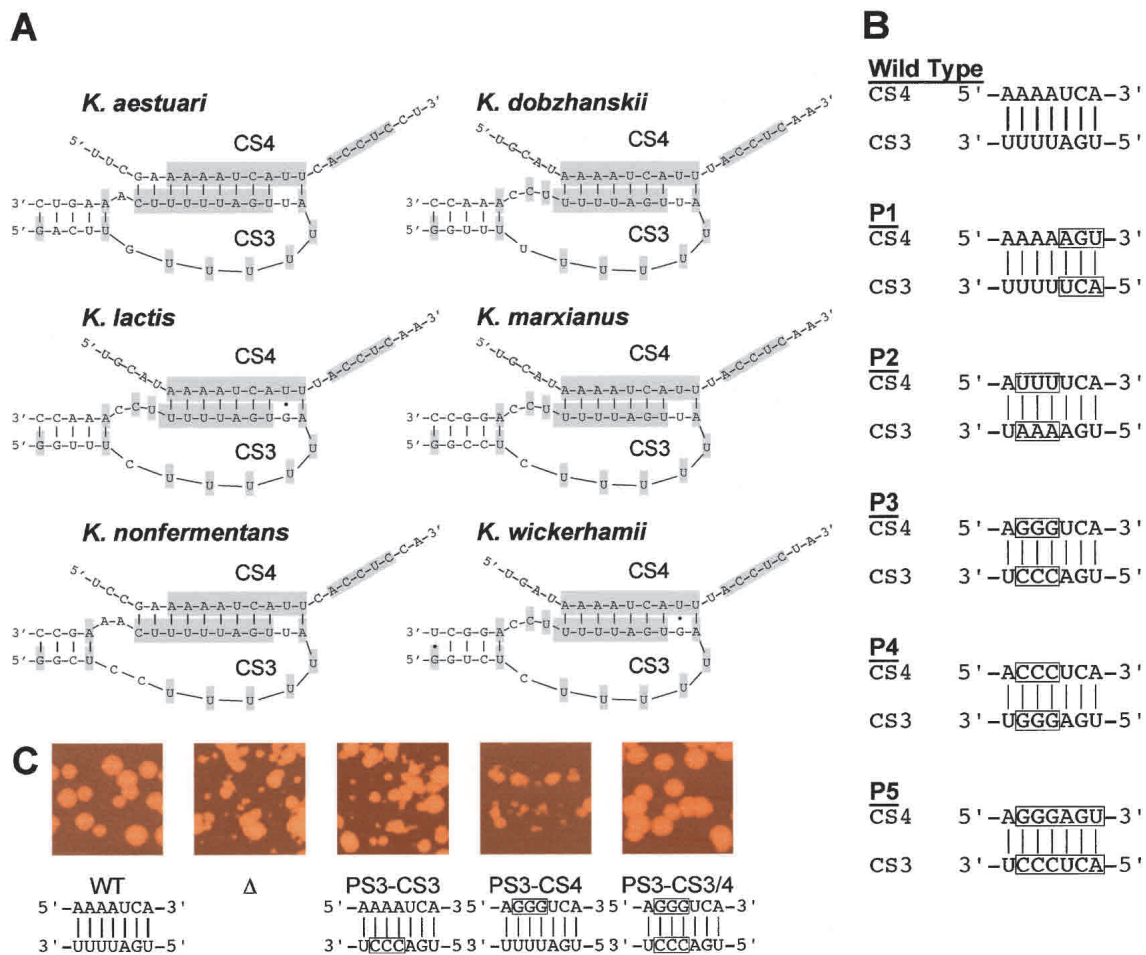 A
B
K. aestuari
CS4
5'-U-U-C-G-A-A-A-A-A-U-C-A-U-U-C-A-C-C-U-C-C-U-3'
3'-C-U-G-A-A-A-C-U-U-U-U-U-A-G-U-U-A
5'-G-A-C-U-U-G-U-U-U-U-U
CS3
K. dobzhanskii
CS4
5'-U-G-C-A-U-A-A-A-A-U-C-A-U-U-U-A-C-C-U-C-A-A-3'
3'-C-C-A-A-A-C-C-U-U-U-U-U-A-G-U-U-A
5'-G-G-U-U-U-U-U-U-U-U-U
CS3
K. lactis
CS4
5'-U-G-C-A-U-A-A-A-A-U-C-A-U-U-U-A-C-C-U-C-A-A-3'
3'-C-C-A-A-A-C-C-U-U-U-U-U-A-G-U-G-A
5'-G-G-U-U-U-C-U-U-U-U-U
CS3
K. marxianus
CS4
5'-U-G-C-A-U-A-A-A-A-U-C-A-U-U-U-A-C-C-U-C-A-A-3'
3'-C-C-G-G-A-C-C-U-U-U-U-U-A-G-U-U-A
5'-G-G-C-C-U-C-U-U-U-U-U
CS3
K. nonfermentans
CS4
5'-U-C-C-G-A-A-A-A-A-U-C-A-U-U-C-A-C-C-U-C-C-A-3'
3'-C-C-G-A-A-A-C-U-U-U-U-U-A-G-U-U-A
5'-G-G-C-U-C-C-U-U-U-U-U
CS3
K. wickerhamii
CS4
5'-U-G-A-U-A-A-A-A-U-C-A-U-U-U-A-C-C-U-C-U-A-3'
3'-U-C-G-G-A-C-C-U-U-U-U-U-A-G-U-G-A
5'-G-G-U-C-U-C-U-U-U-U-U
CS3
Wild Type
CS4 5'-AAAAUCA-3'
CS3 3'-UUUUAGU-5'
P1
CS4 5'-AAAAAGU-3'
CS3 3'-UUUUUCA-5'
P2
CS4 5'-AUUUUCA-3'
CS3 3'-UAAAAGU-5'
P3
CS4 5'-AGGGUCA-3'
CS3 3'-UCCCAGU-5'
P4
CS4 5'-ACCCUCA-3'
CS3 3'-UGGGAGU-5'
P5
CS4 5'-AGGGAGU-3'
CS3 3'-UCCCUCA-5'
C
WT
5'-AAAAUCA-3'
3'-UUUUAGU-5'
Δ
PS3-CS3
5'-AAAAUCA-3
3'-UCCCAGU-5
PS3-CS4
5'-AGGGUCA-3
3'-UUUUAGU-5
PS3-CS3/4
5'-AGGGUCA-3'
3'-UCCCAGU-5'